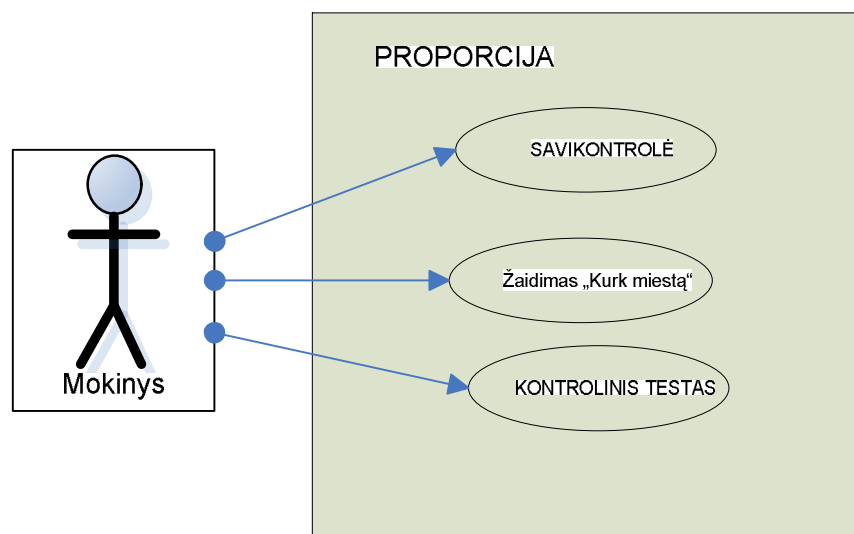 PROPORCIJA
SAVIKONTROLĖ
Žaidimas „Kurk miestą“
KONTROLINIS TESTAS
Mokinys